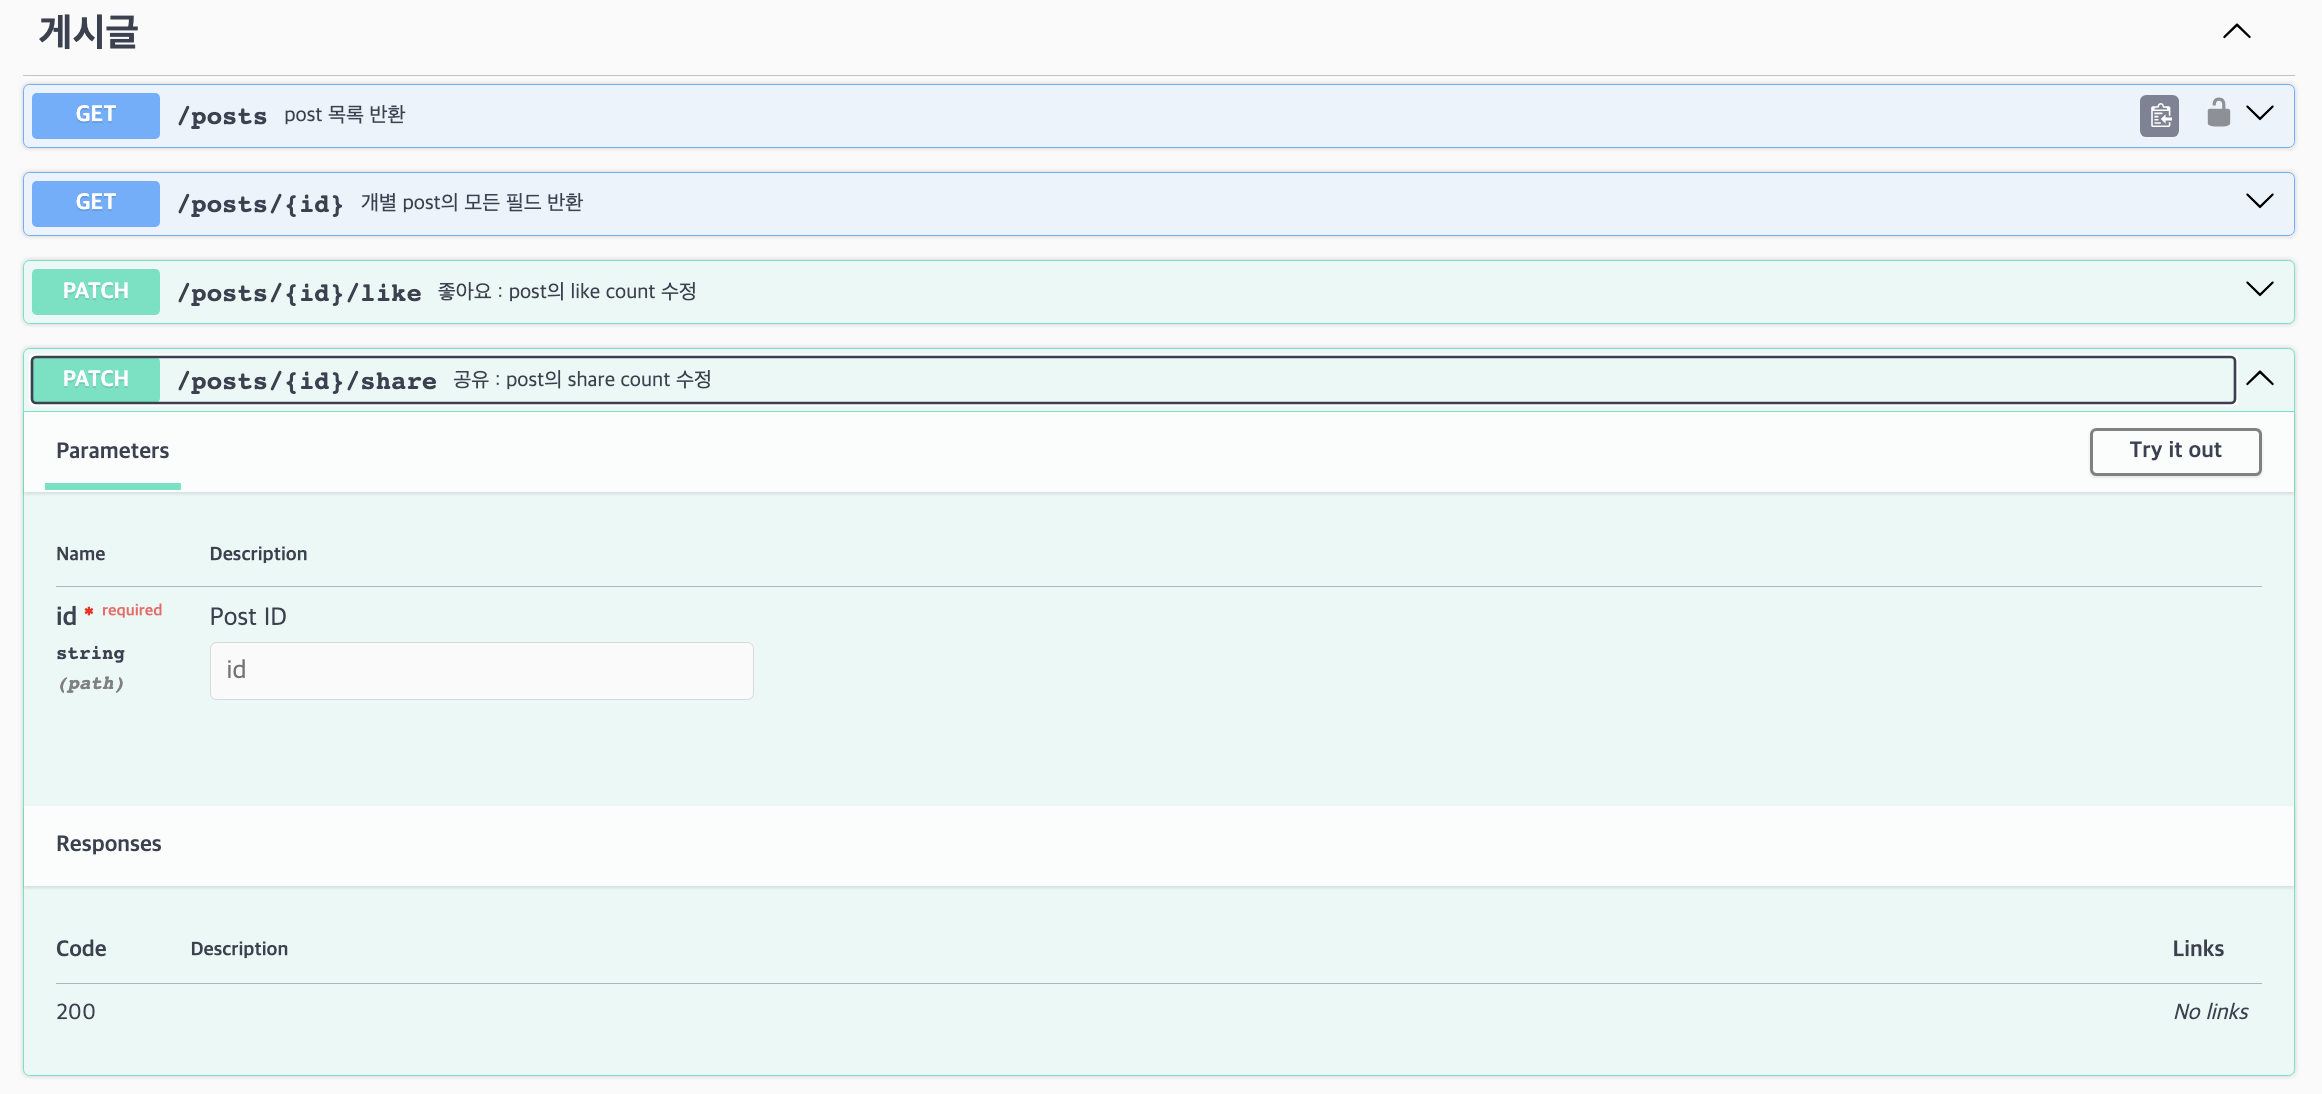 게시글
GET /posts post 목록 반환
GET /posts/{id} 개별 post의 모든 필드 반환
PATCH /posts/{id}/like 좋아요 : post의 like count 수정
PATCH /posts/{id}/share 공유 : post의 share count 수정
Parameters Try it out
Name Description
id * required Post ID
string
(path)
id
Responses
Code Description Links
200 No links